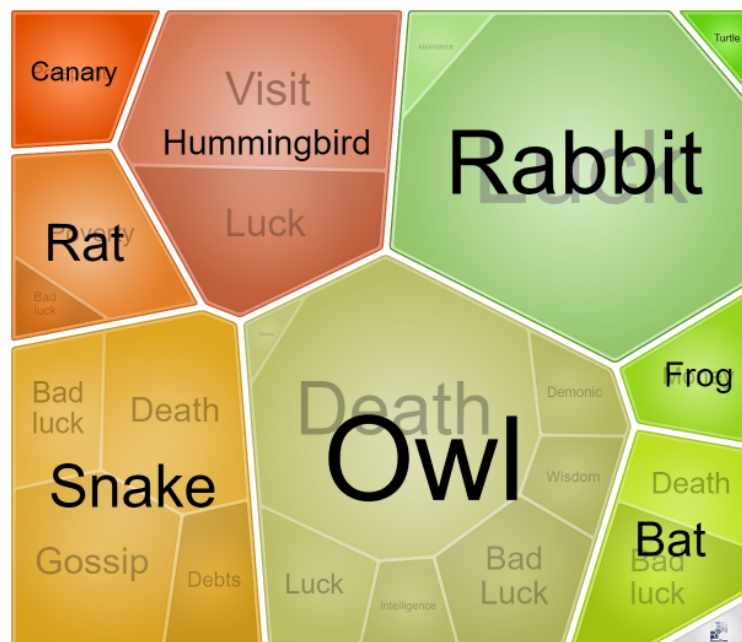 Canary
Visit
Hummingbird
Luck
Abundance
Rabbit
Luck
Turtle
Rat
Poverty
Bad
luck
Snake
Bad
luck
Death
Gossip
Debts
Owl
Death
Demonic
Wisdom
Luck
Intelligence
Bad
Luck
Frog
Money
Bat
Death
Bad
luck